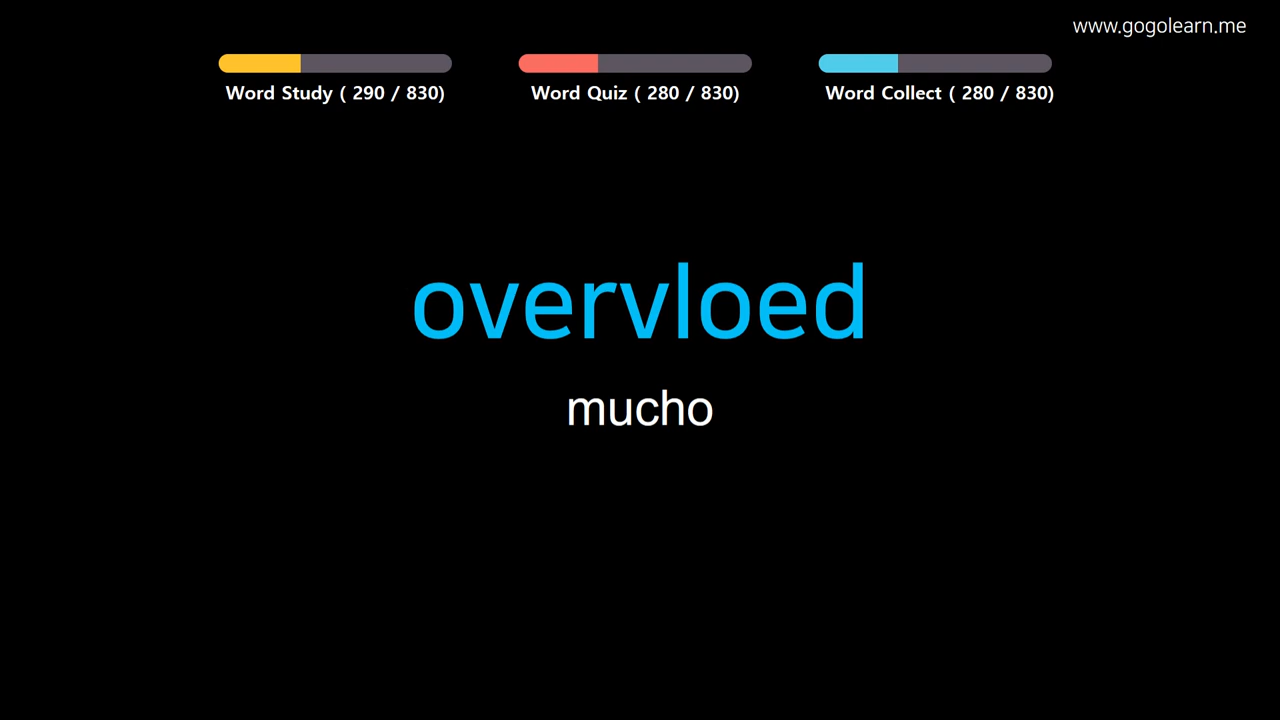 www.gogolearn.me
Word Study ( 290 / 830)
Word Quiz ( 280 / 830)
Word Collect ( 280 / 830)
overvloed
mucho